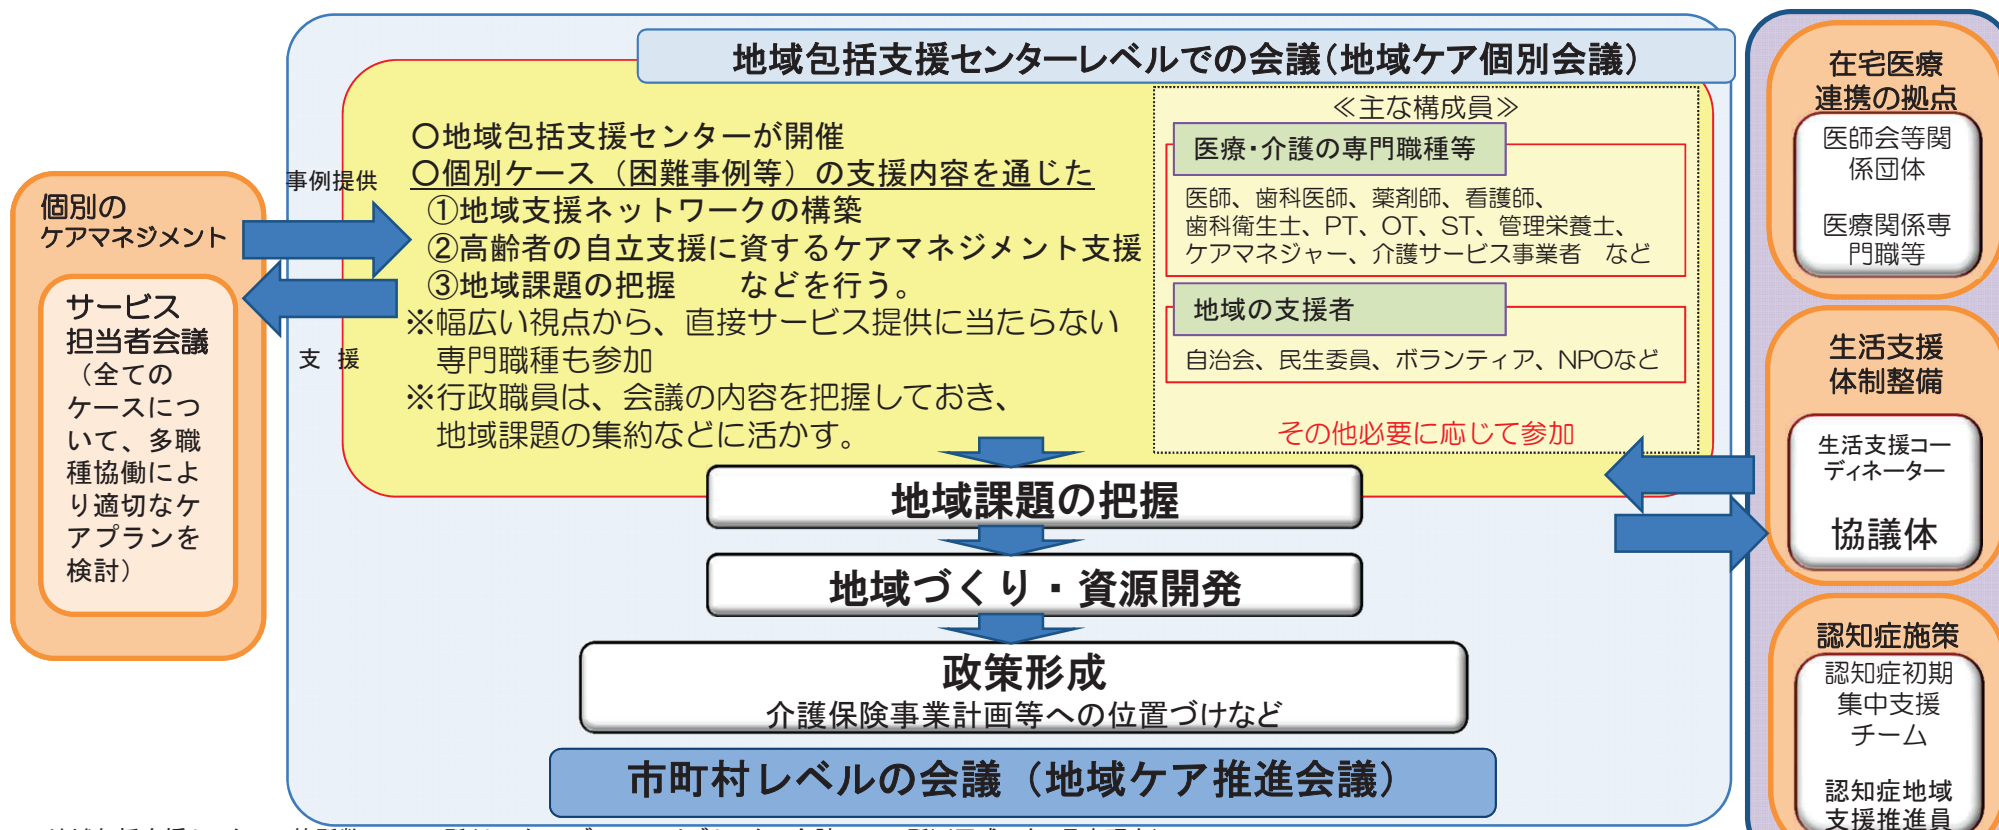 地域包括支援センターレベルでの会議(地域ケア個別会議)
〇地域包括支援センターが開催
〇個別ケース（困難事例等）の支援内容を通じた
①地域支援ネットワークの構築
②高齢者の自立支援に資するケアマネジメント支援
③地域課題の把握　　などを行う。
※幅広い視点から、直接サービス提供に当たらない
専門職種も参加
※行政職員は、会議の内容を把握しておき、
地域課題の集約などに活かす。
≪主な構成員≫
医療・介護の専門職種等
医師、歯科医師、薬剤師、看護師、
歯科衛生士、PT、OT、ST、管理栄養士、
ケアマネジャー、介護サービス事業者　など
地域の支援者
自治会、民生委員、ボランティア、NPOなど
その他必要に応じて参加
事例提供
支 援
個別の
ケアマネジメント
サービス
担当者会議
（全ての
ケースにつ
いて、多職
種協働によ
り適切なケ
アプランを
検討）
地域課題の把握
地域づくり・資源開発
政策形成
介護保険事業計画等への位置づけなど
市町村レベルの会議（地域ケア推進会議）
在宅医療
連携の拠点
医師会等関
係団体
医療関係専
門職等
生活支援
体制整備
生活支援コー
ディネーター
協議体
認知症施策
認知症初期
集中支援
チーム
認知症地域
支援推進員